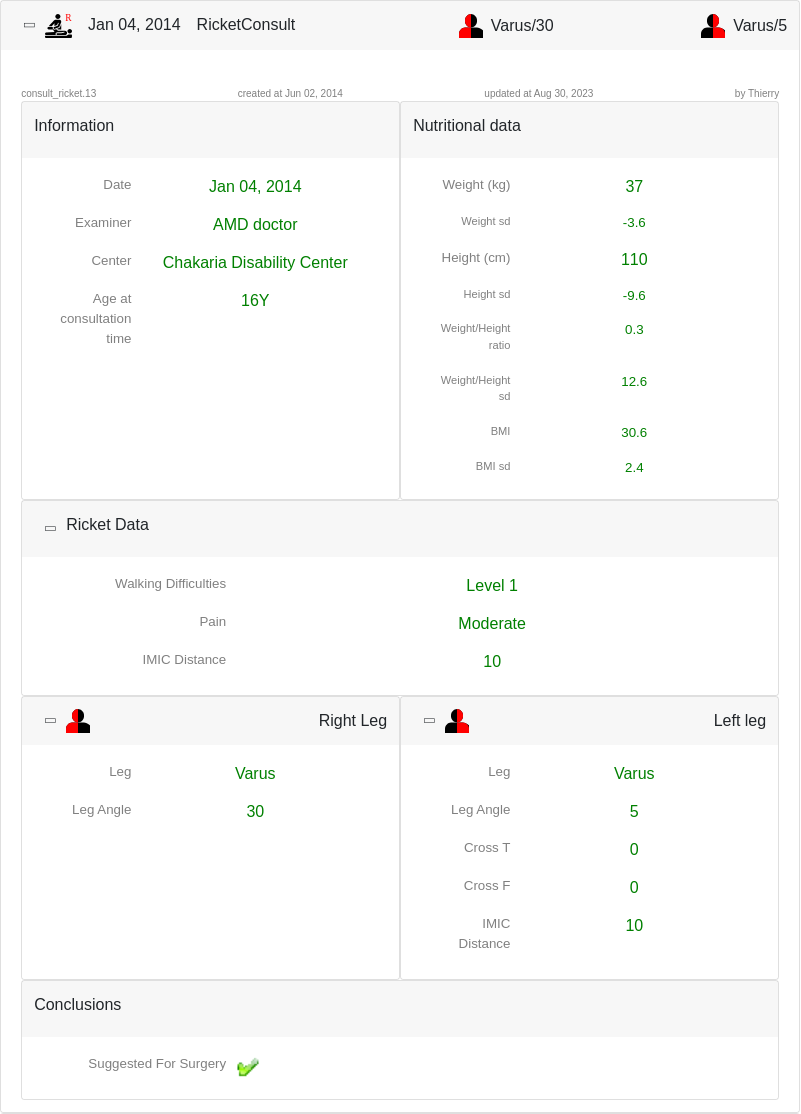 Jan 04, 2014 RicketConsult Varus/30 Varus/5
consult_ricket.13 created at Jun 02, 2014 updated at Aug 30, 2023 by Thierry
Information
Date Jan 04, 2014
Examiner AMD doctor
Center Chakaria Disability Center
Age at
consultation
time
16Y
Nutritional data
Weight (kg) 37
Weight sd -3.6
Height (cm) 110
Height sd -9.6
Weight/Height
ratio
0.3
Weight/Height
sd
12.6
BMI 30.6
BMI sd 2.4
Ricket Data
Walking Difficulties Level 1
Pain Moderate
IMIC Distance 10
Right Leg
Leg Varus
Leg Angle 30
Left leg
Leg Varus
Leg Angle 5
Cross T 0
Cross F 0
IMIC
Distance
10
Conclusions
Suggested For Surgery